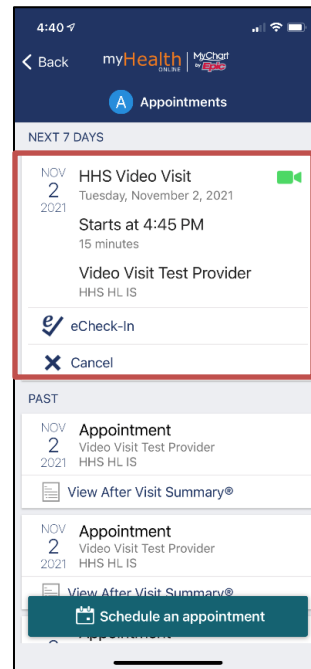 4:40
Back
myHealth ONLINE | MyChart by Epic
A Appointments
NEXT 7 DAYS
NOV 2 2021
HHS Video Visit
Tuesday, November 2, 2021
Starts at 4:45 PM
15 minutes
Video Visit Test Provider
HHS HL IS
eCheck-In
Cancel
PAST
NOV 2 2021
Appointment
Video Visit Test Provider
HHS HL IS
View After Visit Summary®
NOV 2 2021
Appointment
Video Visit Test Provider
HHS HL IS
View After Visit Summary®
Schedule an appointment